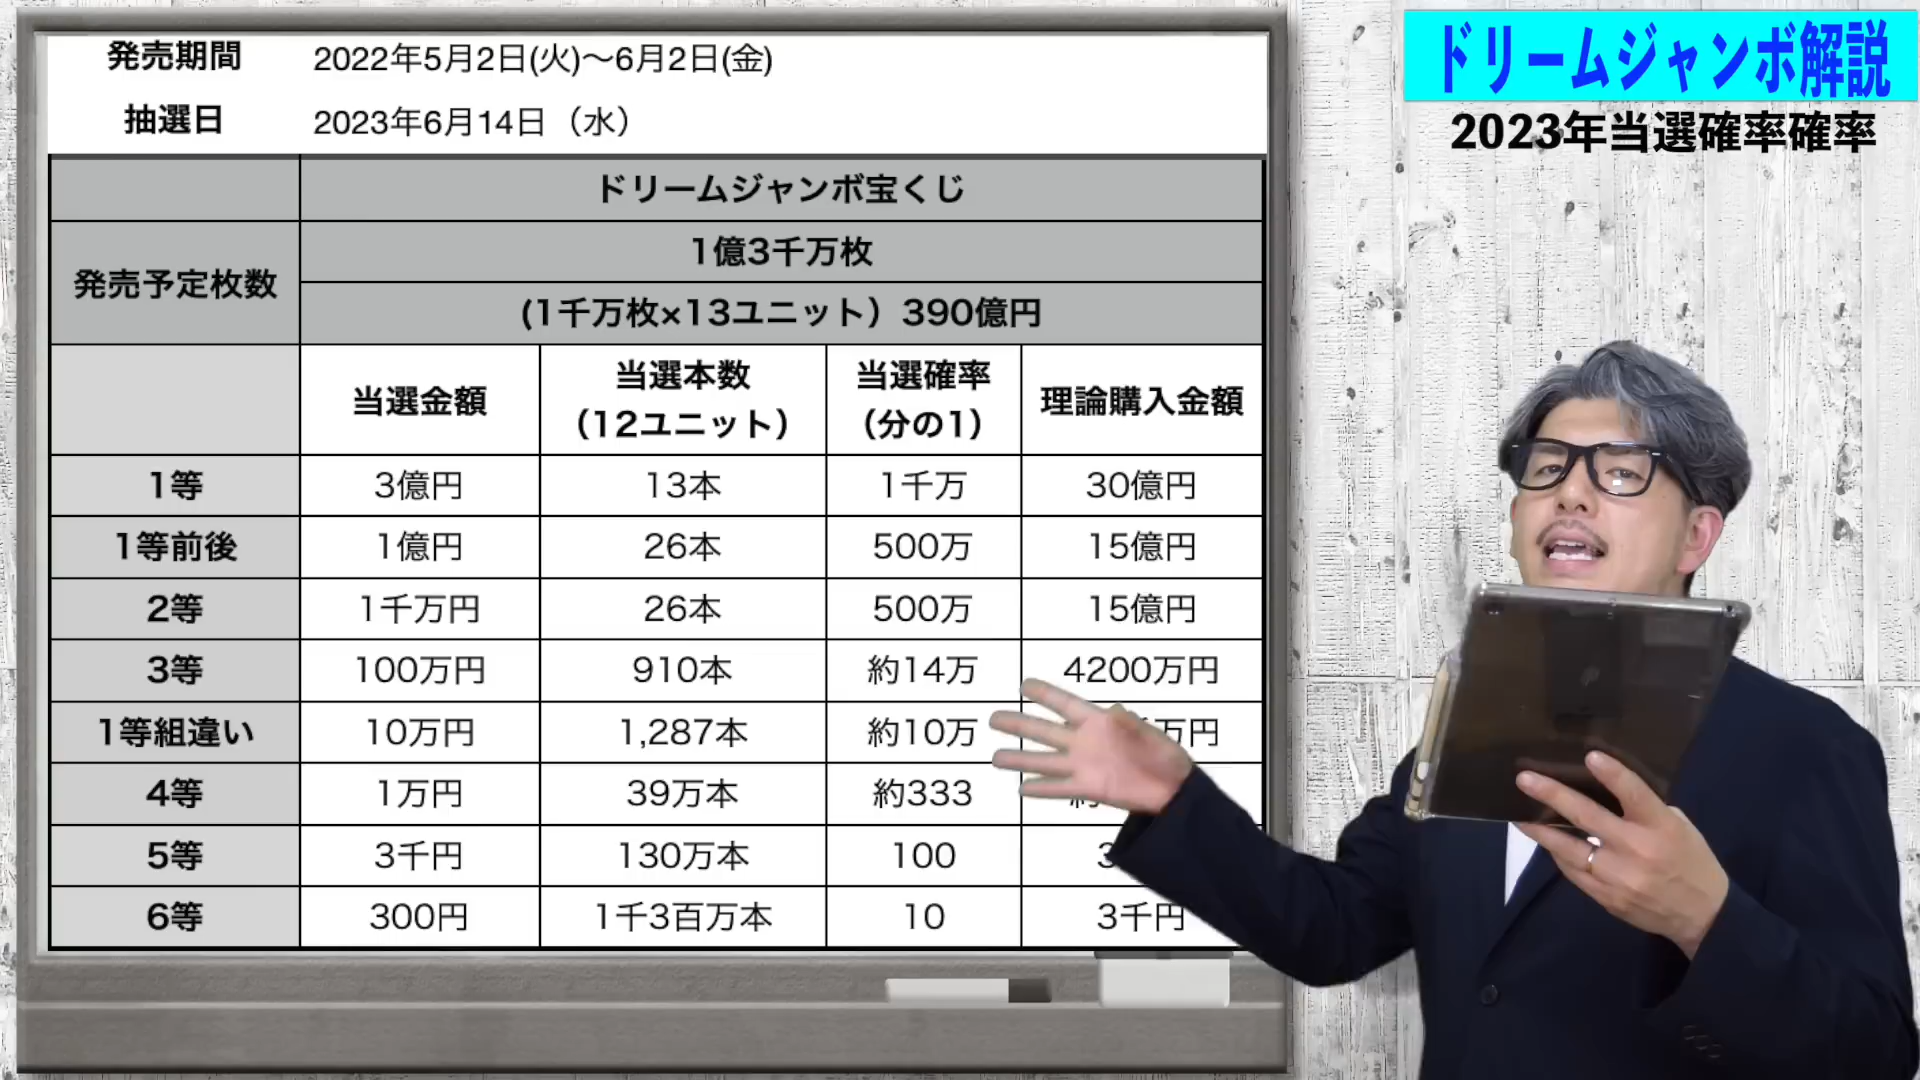 発売期間 2022年5月2日(火)〜6月2日(金)
抽選日 2023年6月14日（水）
ドリームジャンボ宝くじ
発売予定枚数 1億3千万枚
(1千万枚×13ユニット）390億円
当選金額 当選本数（12ユニット） 当選確率（分の1） 理論購入金額
1等 3億円 13本 1千万 30億円
1等前後 1億円 26本 500万 15億円
2等 1千万円 26本 500万 15億円
3等 100万円 910本 約14万 4200万円
1等組違い 10万円 1,287本 約10万 万円
4等 1万円 39万本 約333 約
5等 3千円 130万本 100 3
6等 300円 1千3百万本 10 3千円
ドリームジャンボ解説
2023年当選確率確率